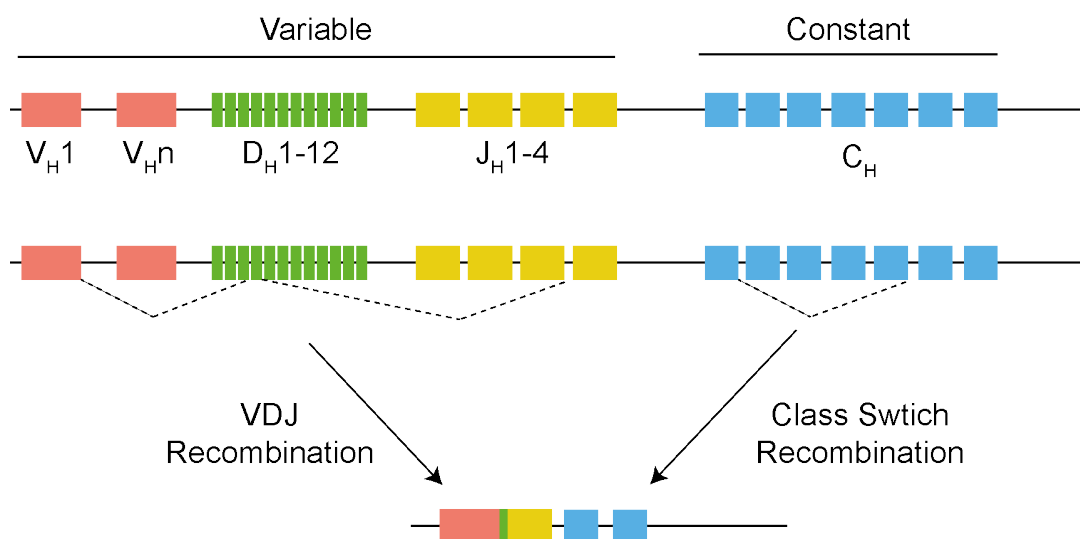 Variable
Constant
VH1
VHn
DH1-12
JH1-4
CH
VDJ
Recombination
Class Swtich
Recombination